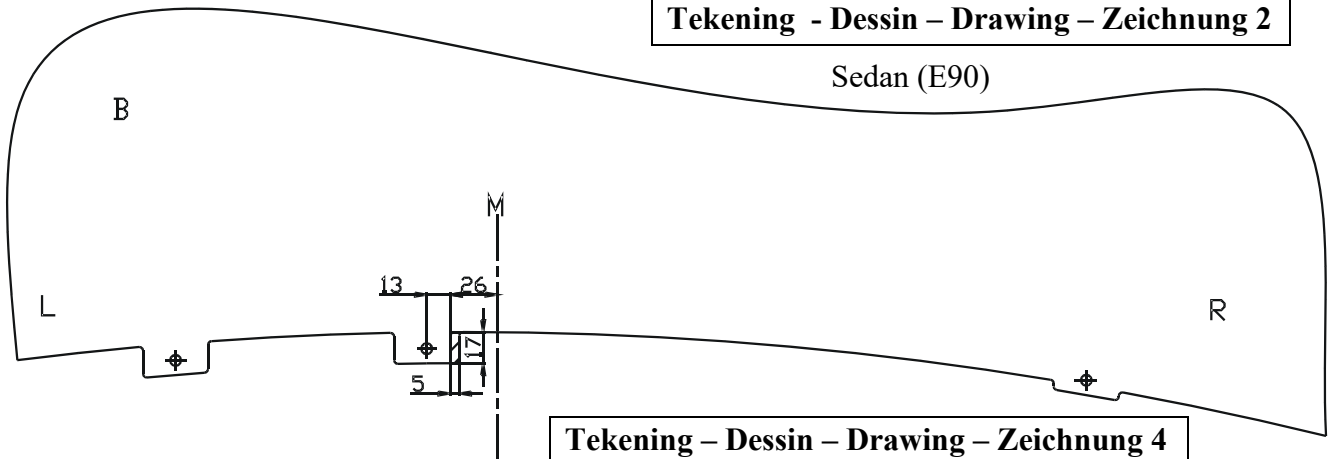 Tekening - Dessin – Drawing – Zeichnung 2
Sedan (E90)
B
M
13
26
L
R
17
5
Tekening – Dessin – Drawing – Zeichnung 4